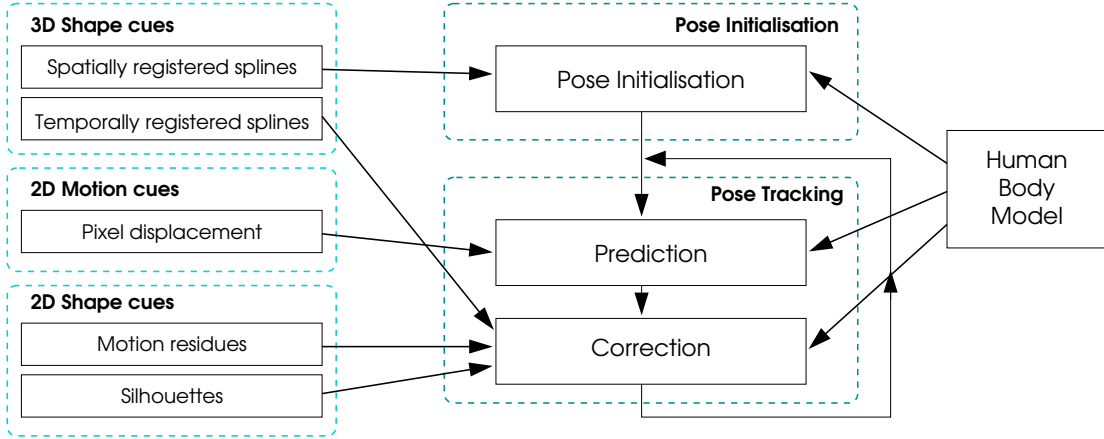 3D Shape cues
Spatially registered splines
Temporally registered splines
2D Motion cues
Pixel displacement
2D Shape cues
Motion residues
Silhouettes
Pose Initialisation
Pose Initialisation
Pose Tracking
Prediction
Correction
Human
Body
Model